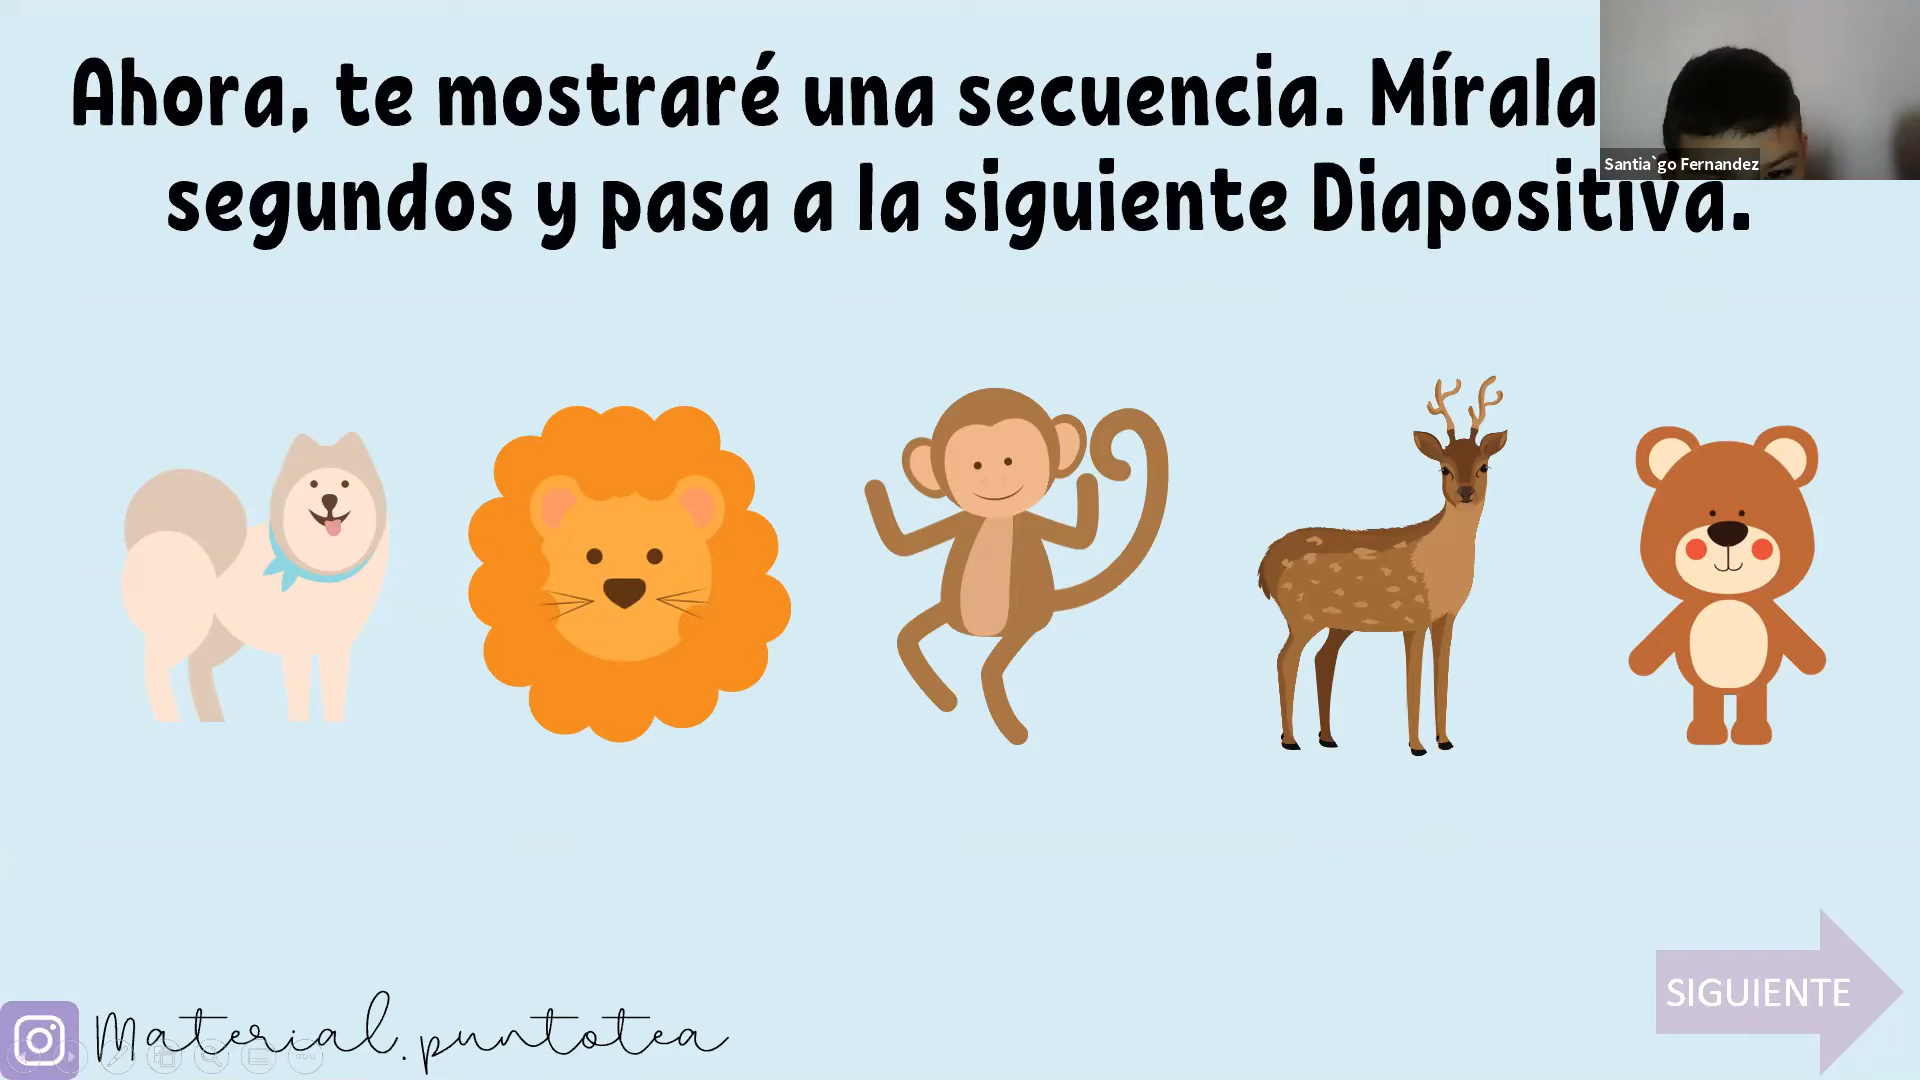 Ahora, te mostraré una secuencia. Mírala
Santia`go Fernandez
segundos y pasa a la siguiente Diapositiva.
SIGUIENTE
Material.puntotea